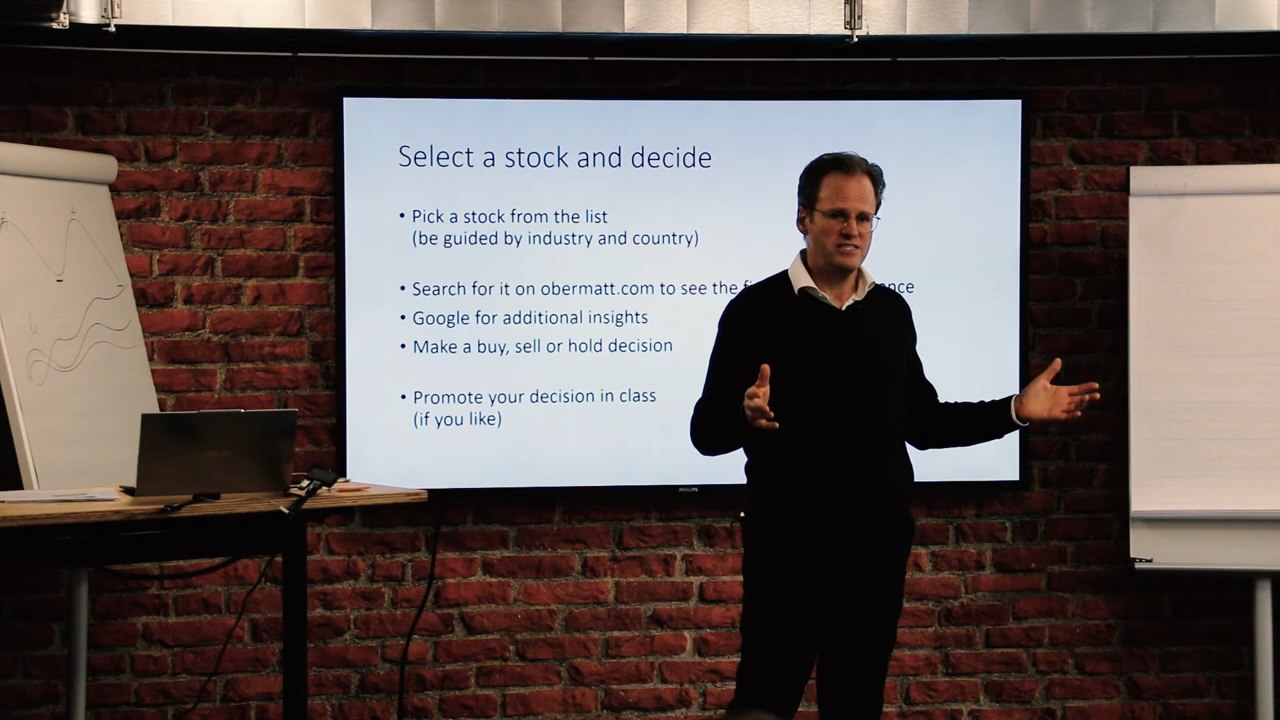 Select a stock and decide
• Pick a stock from the list
(be guided by industry and country)
• Search for it on obermatt.com to see the
• Google for additional insights
• Make a buy, sell or hold decision
• Promote your decision in class
(if you like)
PHILIPS